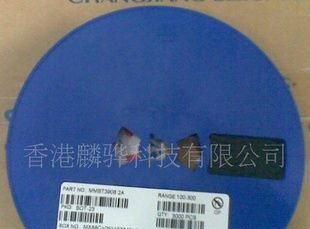 CHANGJIANG
香港麟骅科技有限公司
PART NO: MMBT3906 2A
RANGE:100-300
PKG: SOT-23
QTY: 3000 PCS
BOX NO: